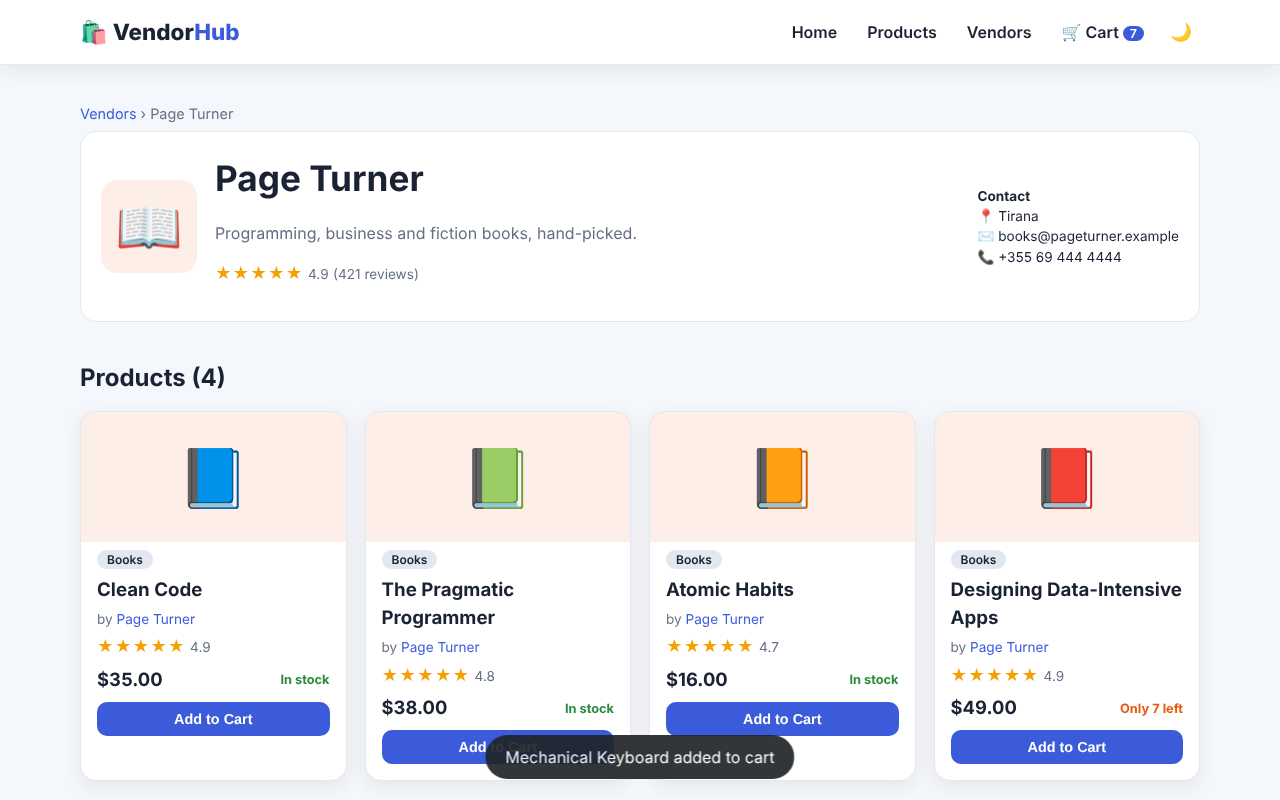 VendorHub
Home
Products
Vendors
Cart 7
Vendors › Page Turner
Page Turner
Programming, business and fiction books, hand-picked.
★★★★★ 4.9 (421 reviews)
Contact
Tirana
books@pageturner.example
+355 69 444 4444
Products (4)
Books
Clean Code
by Page Turner
★★★★★ 4.9
$35.00
In stock
Add to Cart
Books
The Pragmatic
Programmer
by Page Turner
★★★★★ 4.8
$38.00
In stock
Add to Cart
Books
Atomic Habits
by Page Turner
★★★★★ 4.7
$16.00
In stock
Add to Cart
Books
Designing Data-Intensive
Apps
by Page Turner
★★★★★ 4.9
$49.00
Only 7 left
Add to Cart
Mechanical Keyboard added to cart